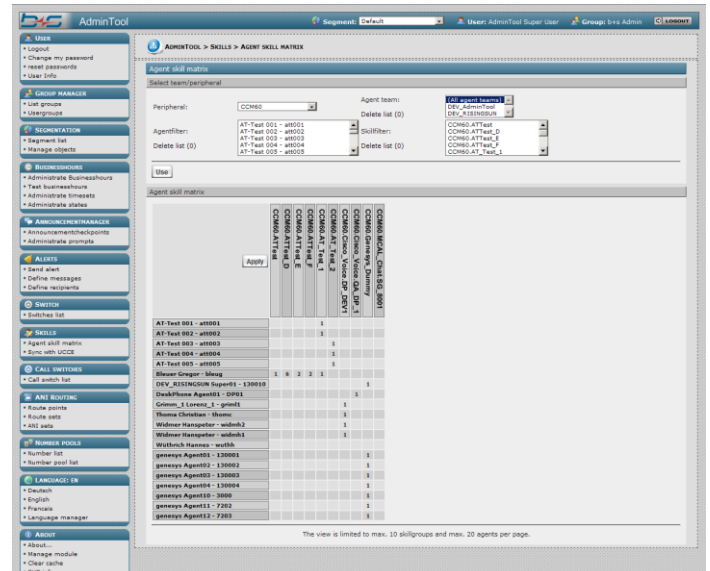 b+s AdminTool
Segment: Default User: AdminTool Super User Group: b+s Admin LOGOUT
USER
Logout
Change my password
reset passwords
User Info
GROUP MANAGER
List groups
Usergroups
SEGMENTATION
Segment list
Manage objects
BUSINESSHOURS
Administrate Businesshours
Test businesshours
Administrate timesets
Administrate states
ANNOUNCEMENTMANAGER
Announcementcheckpoints
Administrate prompts
ALERTS
Send alert
Define messages
Define recipients
SWITCH
Switches list
SKILLS
Agent skill matrix
Sync with UCCE
CALL SWITCHES
Call switch list
ANI ROUTING
Route points
Route sets
ANI sets
NUMBER POOLS
Number list
Number pool list
LANGUAGE: EN
Deutsch
English
Francais
Language manager
ABOUT
About...
Manage module
Clear cache
ADMINTOOL > SKILLS > AGENT SKILL MATRIX
Agent skill matrix
Select team/peripheral
Peripheral: CCM60
Agent team: (All agent teams)
DEV_AdminTool
DEV_RISINGSUN
Delete list (0)
Agentfilter:
AT-Test 001 - att001
AT-Test 002 - att002
AT-Test 003 - att003
AT-Test 004 - att004
AT-Test 005 - att005
Delete list (0)
Skillfilter:
CCM60.ATTest
CCM60.ATTest_D
CCM60.ATTest_E
CCM60.ATTest_F
CCM60.AT_Test_1
Delete list (0)
Use
Agent skill matrix
Apply
CCM60.ATTest
CCM60.ATTest_D
CCM60.ATTest_E
CCM60.ATTest_F
CCM60.AT_Test_1
CCM60.AT_Test_2
CCM60.Cisco_Voice.DP_DEV1
CCM60.Cisco_Voice.QA_DP_1
CCM60.Genesys_Dummy
CCM60.MCAL_Chat.SG_8001
AT-Test 001 - att001 1
AT-Test 002 - att002 1
AT-Test 003 - att003 1
AT-Test 004 - att004 1
AT-Test 005 - att005 1
Bleuer Gregor - bleug 1 6 2 2 1
DEV_RISINGSUN Super01 - 130010 1
DeskPhone Agent01 - DP01 1
Grimm_1 Lorenz_1 - griml1 1
Thoma Christian - thomc 1
Widmer Hanspeter - widmh2 1
Widmer Hanspeter - widmh1 1
Wüthrich Hannes - wuthh
genesys Agent01 - 130001 1
genesys Agent02 - 130002 1
genesys Agent03 - 130003 1
genesys Agent04 - 130004 1
genesys Agent10 - 3000 1
genesys Agent11 - 7202 1
genesys Agent12 - 7203 1
The view is limited to max. 10 skillgroups and max. 20 agents per page.